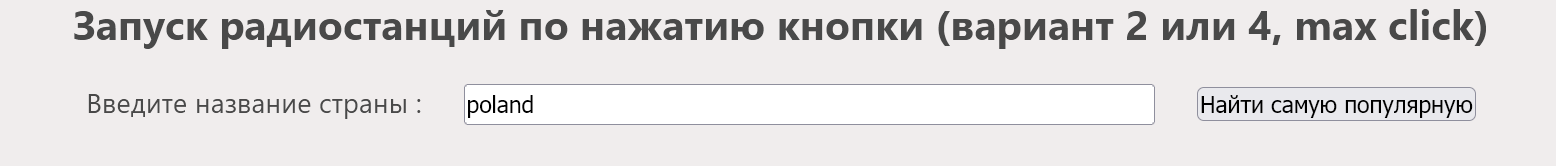 Запуск радиостанций по нажатию кнопки (вариант 2 или 4, max click)
Введите название страны : poland Найти самую популярную